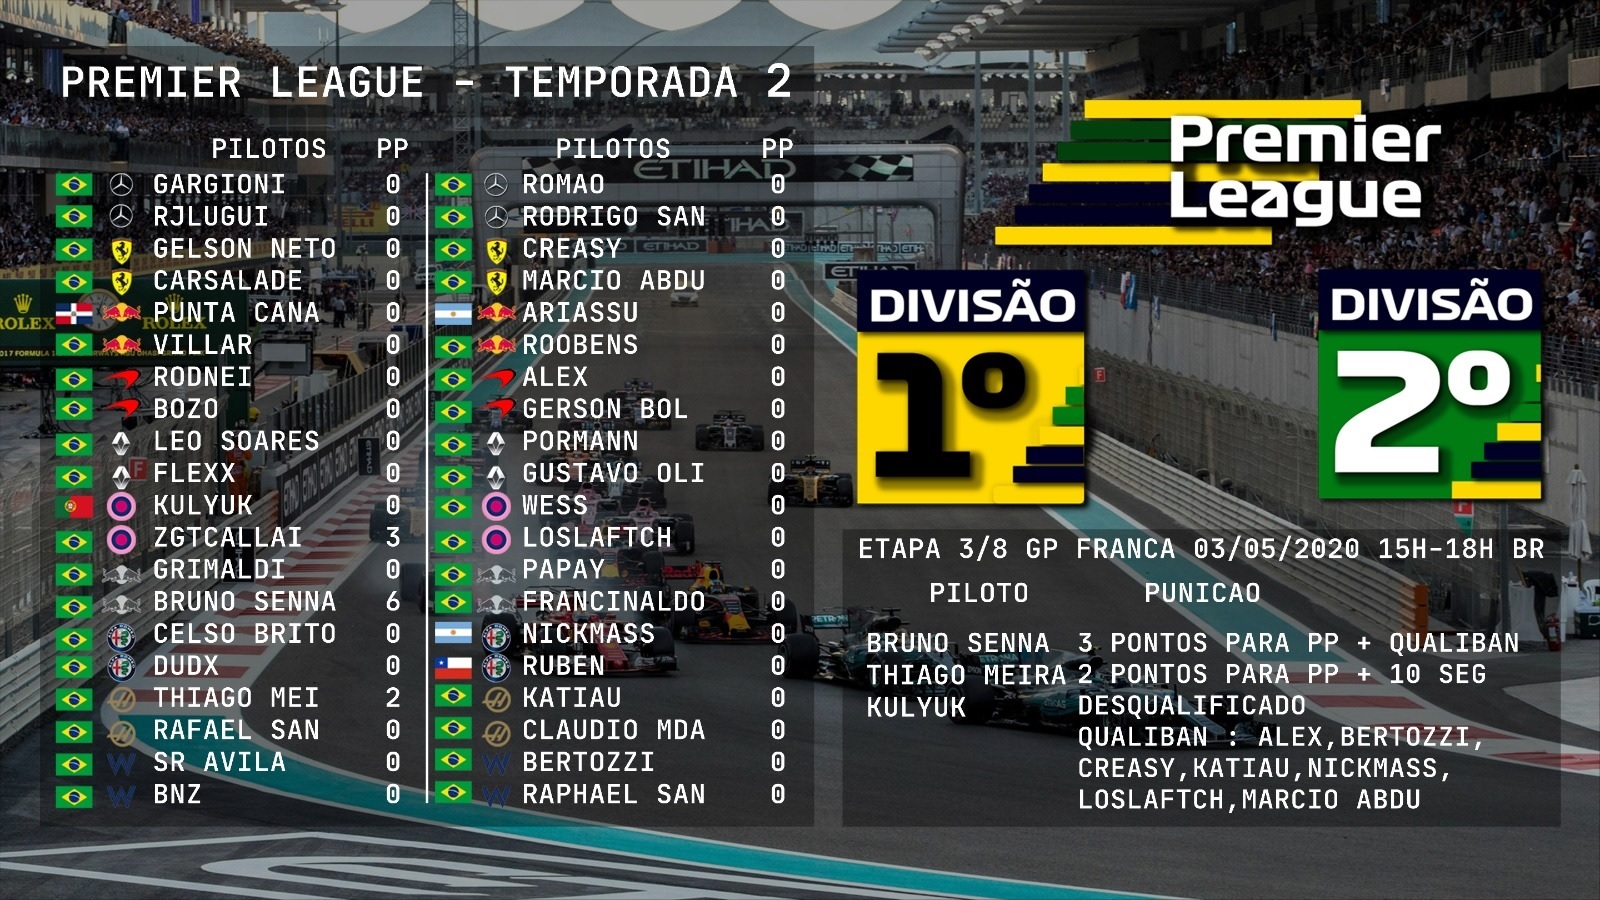 PREMIER LEAGUE - TEMPORADA 2
PILOTOS PP
GARGIONI 0
RJLUGUI 0
GELSON NETO 0
CARSALADE 0
PUNTA CANA 0
VILLAR 0
RODNEI 0
BOZO 0
LEO SOARES 0
FLEXX 0
KULYUK 0
ZGTCALLAI 3
GRIMALDI 0
BRUNO SENNA 6
CELSO BRITO 0
DUDX 0
THIAGO MEI 2
RAFAEL SAN 0
SR AVILA 0
BNZ 0
PILOTOS PP
ROMAO 0
RODRIGO SAN 0
CREASY 0
MARCIO ABDU 0
ARIASSU 0
ROOBENS 0
ALEX 0
GERSON BOL 0
PORMANN 0
GUSTAVO OLI 0
WESS 0
LOSLAFTCH 0
PAPAY 0
FRANCINALDO 0
NICKMASS 0
RUBEN 0
KATIAU 0
CLAUDIO MDA 0
BERTOZZI 0
RAPHAEL SAN 0
Premier
League
DIVISÃO
1º
DIVISÃO
2º
ETAPA 3/8 GP FRANCA 03/05/2020 15H-18H BR
PILOTO PUNICAO
BRUNO SENNA 3 PONTOS PARA PP + QUALIBAN
THIAGO MEIRA 2 PONTOS PARA PP + 10 SEG
KULYUK DESQUALIFICADO
QUALIBAN : ALEX,BERTOZZI,
CREASY,KATIAU,NICKMASS,
LOSLAFTCH,MARCIO ABDU
ETIHAD
ETIHAD
ETIHAD
ETIHAD
ROLEX
ROLEX